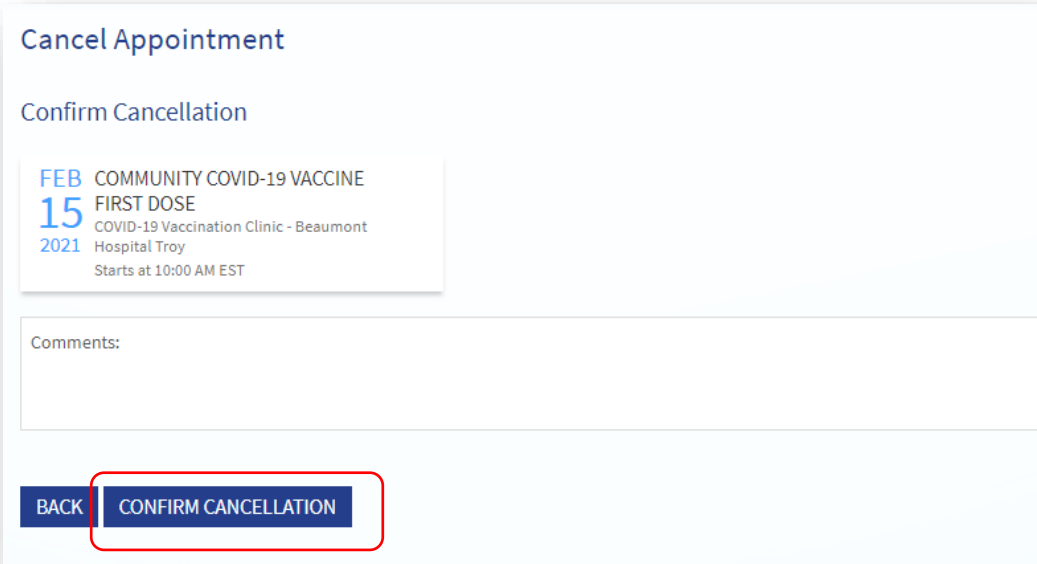 Cancel Appointment
Confirm Cancellation
FEB
15
2021
COMMUNITY COVID-19 VACCINE
FIRST DOSE
COVID-19 Vaccination Clinic - Beaumont
Hospital Troy
Starts at 10:00 AM EST
Comments:
BACK
CONFIRM CANCELLATION